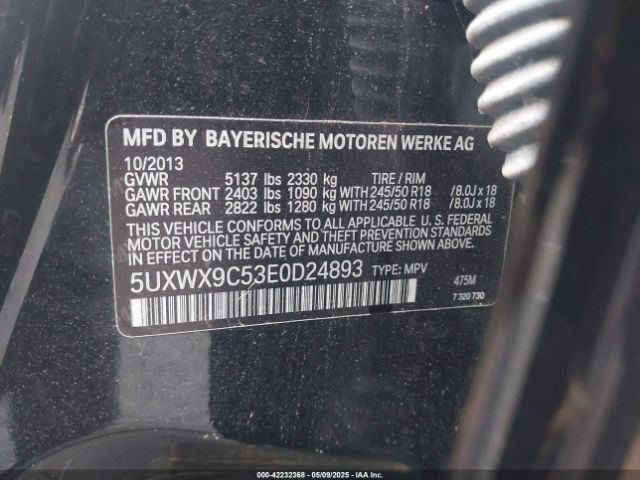 MFD BY BAYERISCHE MOTOREN WERKE AG
10/2013
GVWR 5137 lbs 2330 kg TIRE / RIM
GAWR FRONT 2403 lbs 1090 kg WITH 245/50 R18 / 8.0J x 18
GAWR REAR 2822 lbs 1280 kg WITH 245/50 R18 / 8.0J x 18
THIS VEHICLE CONFORMS TO ALL APPLICABLE U. S. FEDERAL
MOTOR VEHICLE SAFETY, BUMPER, AND THEFT PREVENTION STANDARDS
IN EFFECT ON THE DATE OF MANUFACTURE SHOWN ABOVE.
5UXWX9C53E0D24893 TYPE: MPV 475M
7 320 730
000-42232368 | 05/09/2025 | IAA, Inc.